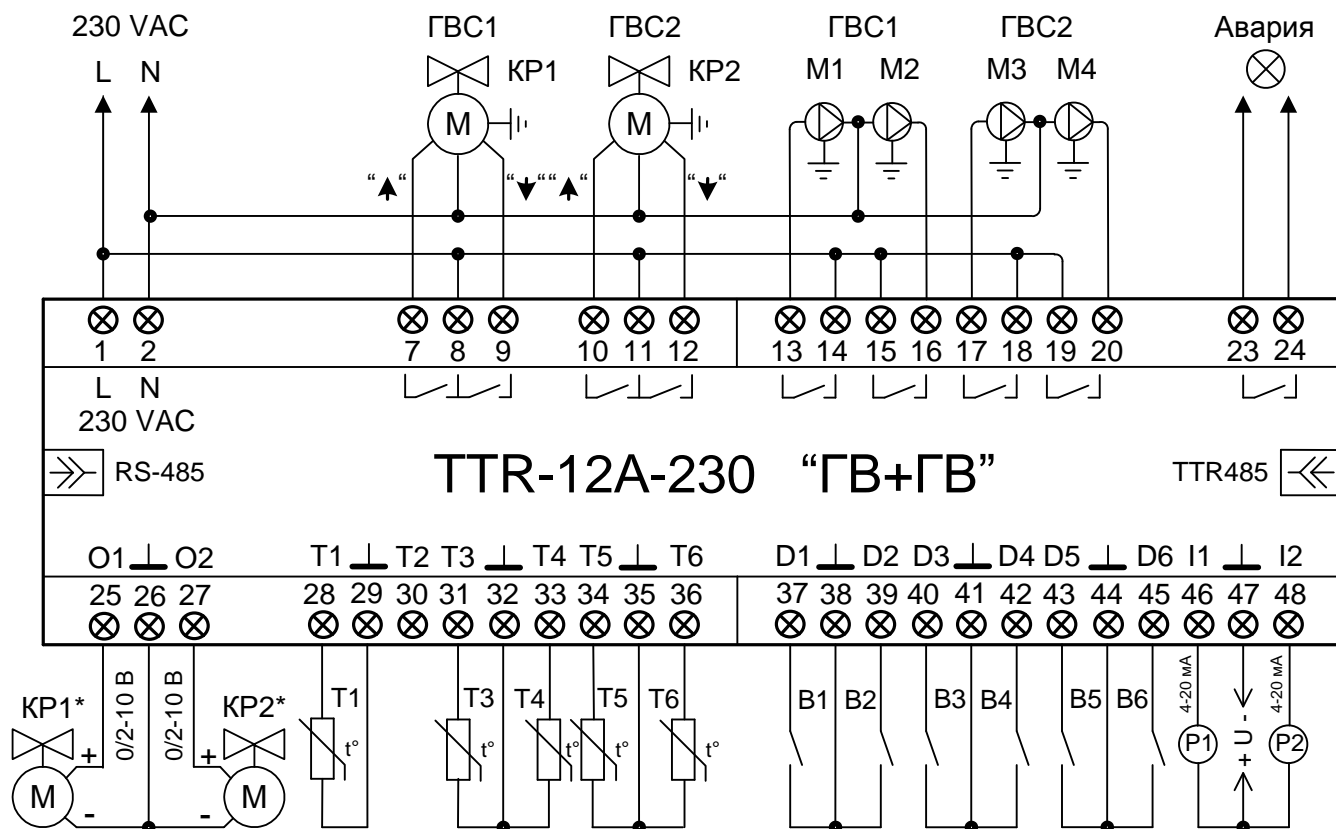 230 VAC ГВС1 ГВС2 ГВС1 ГВС2 Авария
L N КР1 КР2 М1 М2 М3 М4
M M
“ “ “ “ “ “ “ “
1 2 7 8 9 10 11 12 13 14 15 16 17 18 19 20 23 24
L N
230 VAC
RS-485 TTR-12A-230 “ГВ+ГВ” TTR485
O1 O2 T1 T2 T3 T4 T5 T6 D1 D2 D3 D4 D5 D6 I1 I2
25 26 27 28 29 30 31 32 33 34 35 36 37 38 39 40 41 42 43 44 45 46 47 48
КР1* 0/2-10 В 0/2-10 В КР2* T1 T3 T4 T5 T6 B1 B2 B3 B4 B5 B6 4-20 мА + U - 4-20 мА
+ + t° t° t° t° t° P1 P2
M - - M